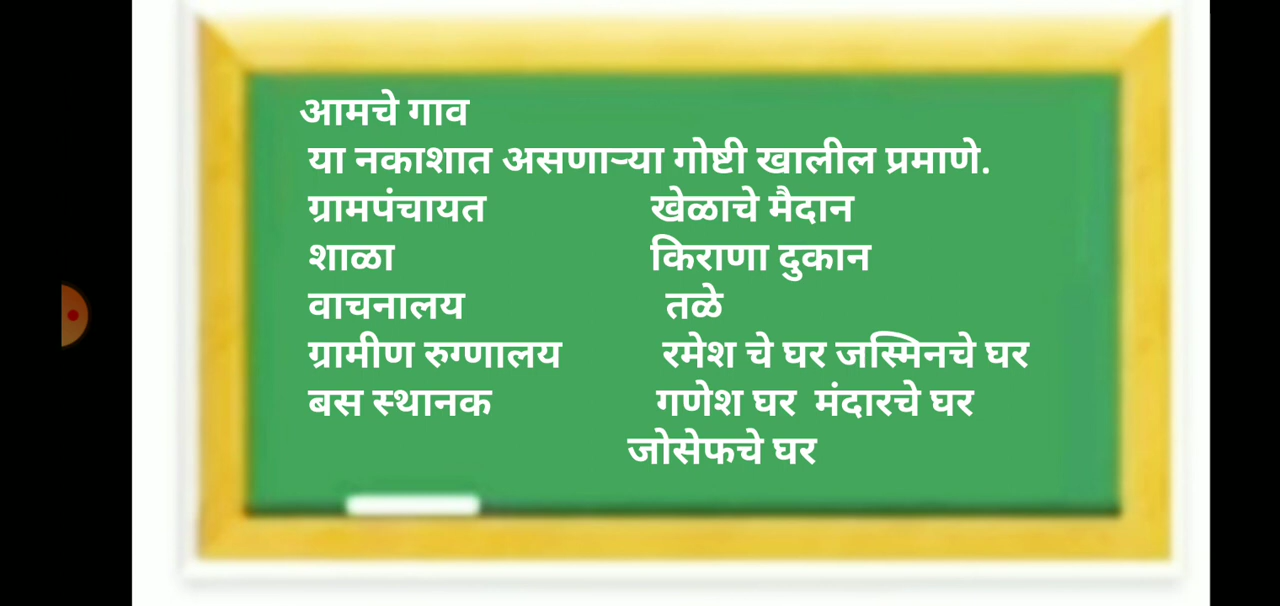 आमचे गाव
या नकाशात असणाऱ्या गोष्टी खालील प्रमाणे.
ग्रामपंचायत खेळाचे मैदान
शाळा किराणा दुकान
वाचनालय तळे
ग्रामीण रुग्णालय रमेश चे घर जस्मिनचे घर
बस स्थानक गणेश घर मंदारचे घर
जोसेफचे घर